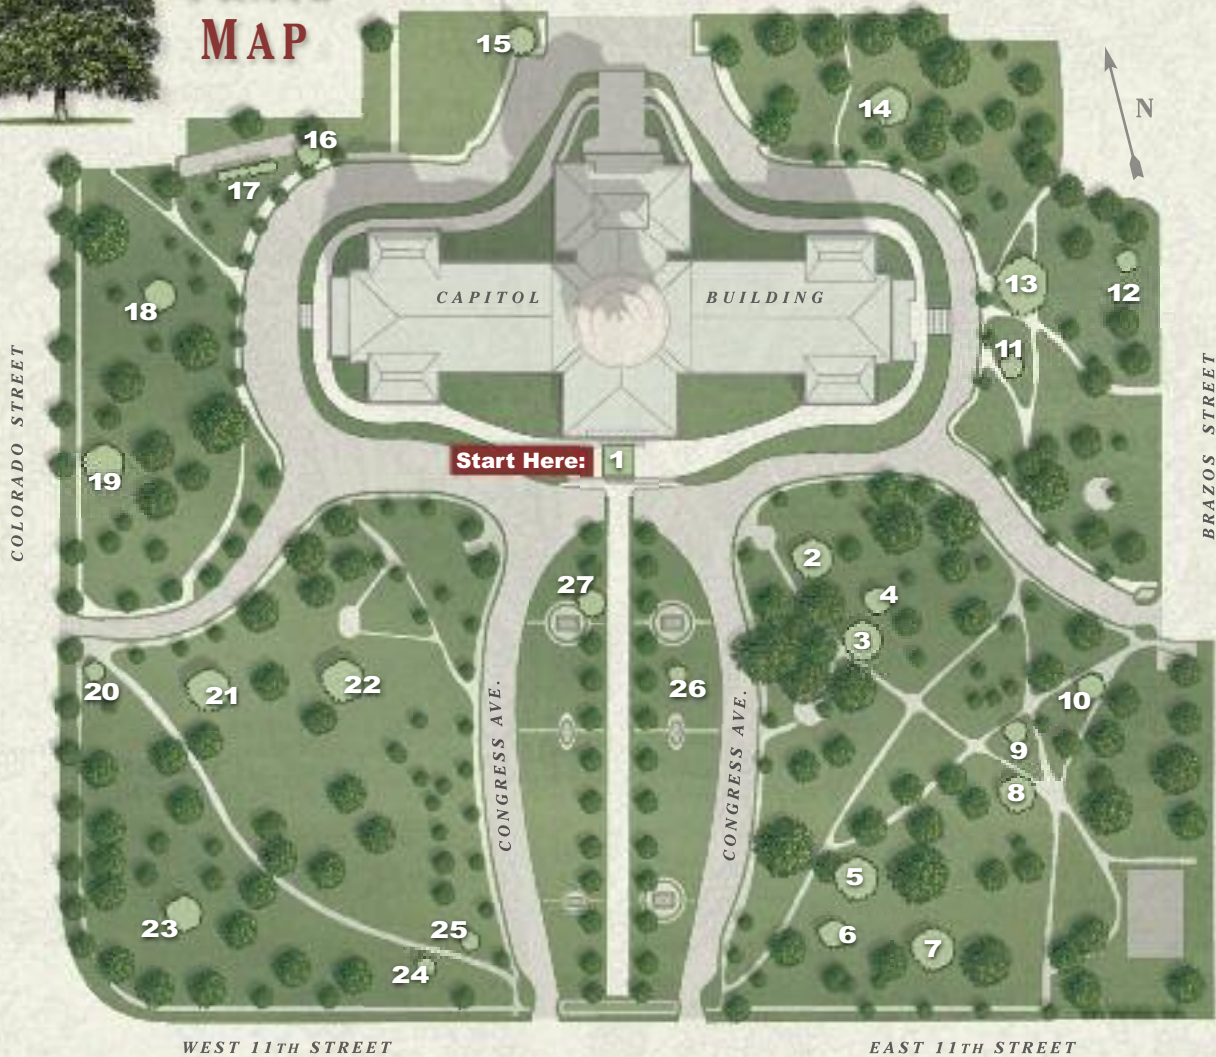 MAP
N
15
14
16
17
13
12
18
CAPITOL BUILDING
11
COLORADO STREET
BRAZOS STREET
Start Here: 1
19
2
27
4
3
20
21
22
26
10
CONGRESS AVE.
CONGRESS AVE.
9
8
5
23
25
6
7
24
WEST 11TH STREET
EAST 11TH STREET